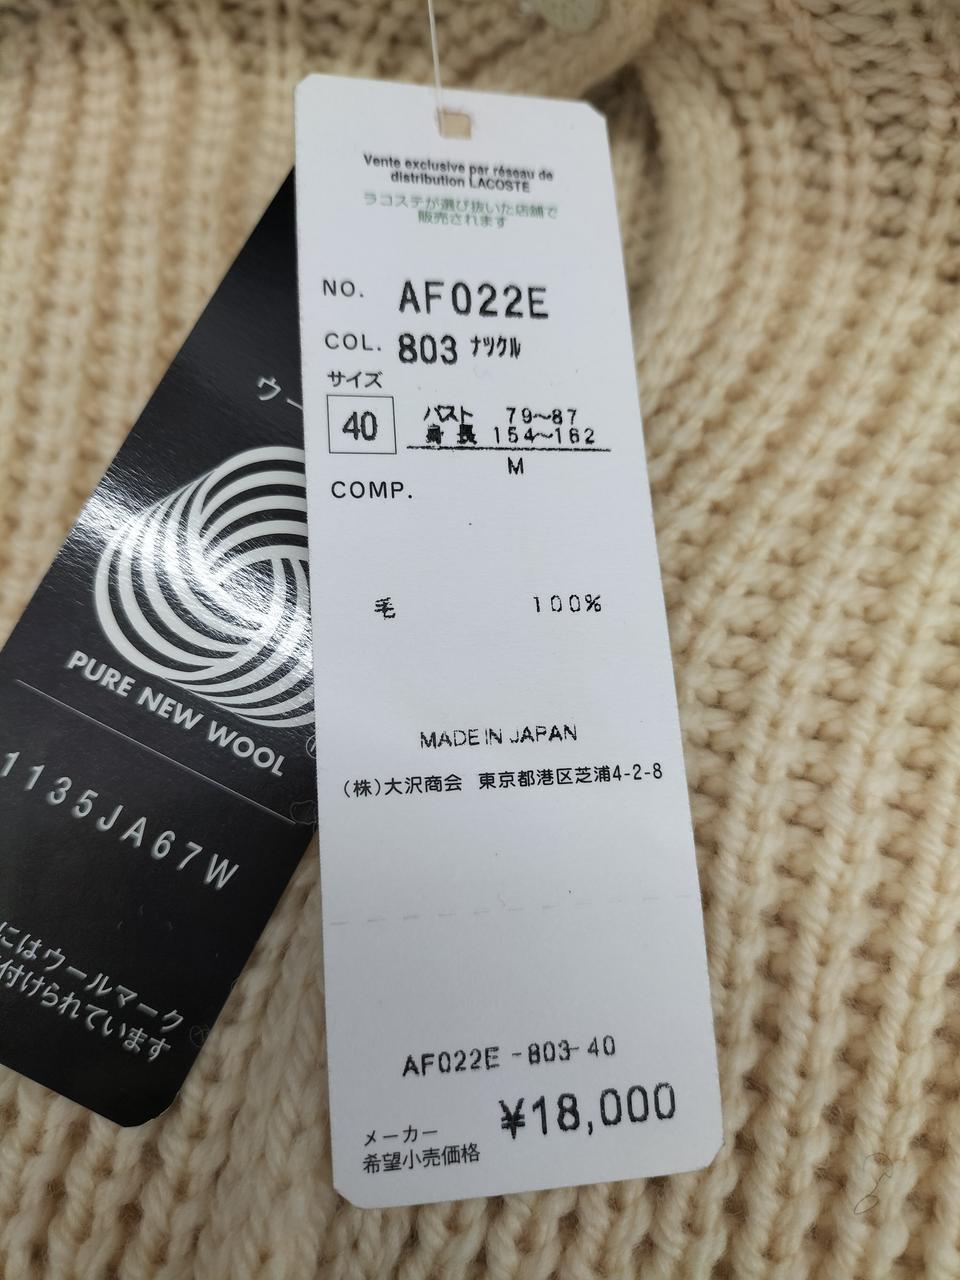 Vente exclusive par réseau de
distribution LACOSTE
ラコステが選び抜いた店舗で
販売されます
NO. AF022E
COL. 803 ナツクル
サイズ
40 バスト 79～87
身長 154～162
M
COMP.
毛 100%
MADE IN JAPAN
(株)大沢商会 東京都港区芝浦4-2-8
AF022E -803- 40
¥18,000
メーカー
希望小売価格
ウー
PURE NEW WOOL
1135JA67W
にはウールマーク
付けられています